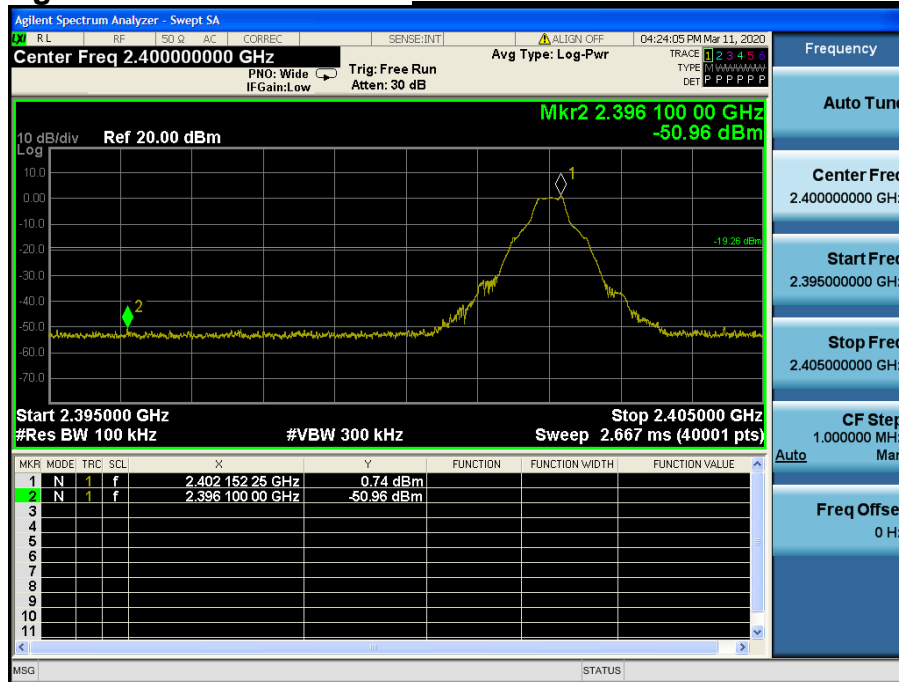 Agilent Spectrum Analyzer - Swept SA
LXI RL RF 50 Ω AC CORREC SENSE:INT ALIGN OFF 04:24:05 PM Mar 11, 2020
Center Freq 2.400000000 GHz Avg Type: Log-Pwr TRACE 1 2 3 4 5 6
PNO: Wide Trig: Free Run TYPE M WWWWW
IFGain:Low Atten: 30 dB DET P P P P P P
Mkr2 2.396 100 00 GHz
10 dB/div Ref 20.00 dBm -50.96 dBm
Log
10.0
1
0.00
-10.0
-19.26 dBm
-20.0
-30.0
-40.0
2
-50.0
-60.0
-70.0
Start 2.395000 GHz Stop 2.405000 GHz
#Res BW 100 kHz #VBW 300 kHz Sweep 2.667 ms (40001 pts)
MKR MODE TRC SCL X Y FUNCTION FUNCTION WIDTH FUNCTION VALUE
1 N 1 f 2.402 152 25 GHz 0.74 dBm
2 N 1 f 2.396 100 00 GHz -50.96 dBm
3
4
5
6
7
8
9
10
11
MSG STATUS
Frequency
Auto Tune
Center Freq
2.400000000 GHz
Start Freq
2.395000000 GHz
Stop Freq
2.405000000 GHz
CF Step
1.000000 MHz
Auto Man
Freq Offset
0 Hz